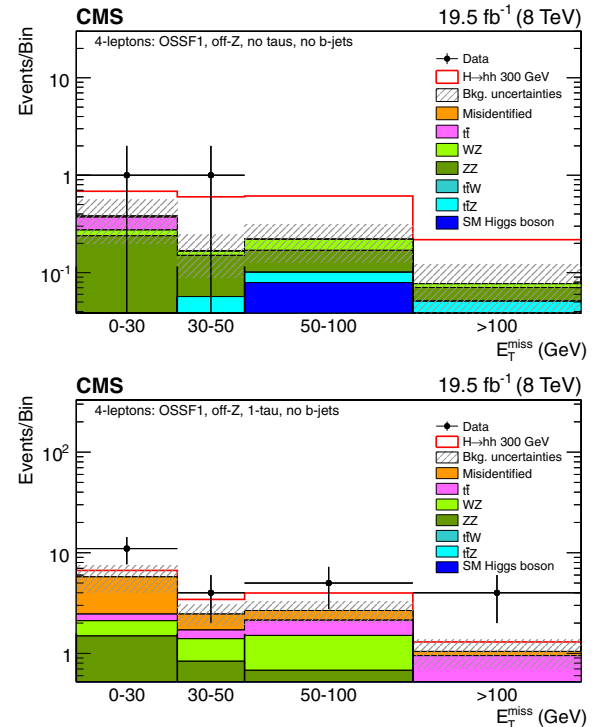 CMS 19.5 fb⁻¹ (8 TeV)
4-leptons: OSSF1, off-Z, no taus, no b-jets
Events/Bin
10
1
10⁻¹
Data
H→hh 300 GeV
Bkg. uncertainties
Misidentified
tt̄
WZ
ZZ
tt̄W
tt̄Z
SM Higgs boson
0-30 30-50 50-100 >100
E_T^miss (GeV)
CMS 19.5 fb⁻¹ (8 TeV)
4-leptons: OSSF1, off-Z, 1-tau, no b-jets
Events/Bin
10²
10
1
Data
H→hh 300 GeV
Bkg. uncertainties
Misidentified
tt̄
WZ
ZZ
tt̄W
tt̄Z
SM Higgs boson
0-30 30-50 50-100 >100
E_T^miss (GeV)